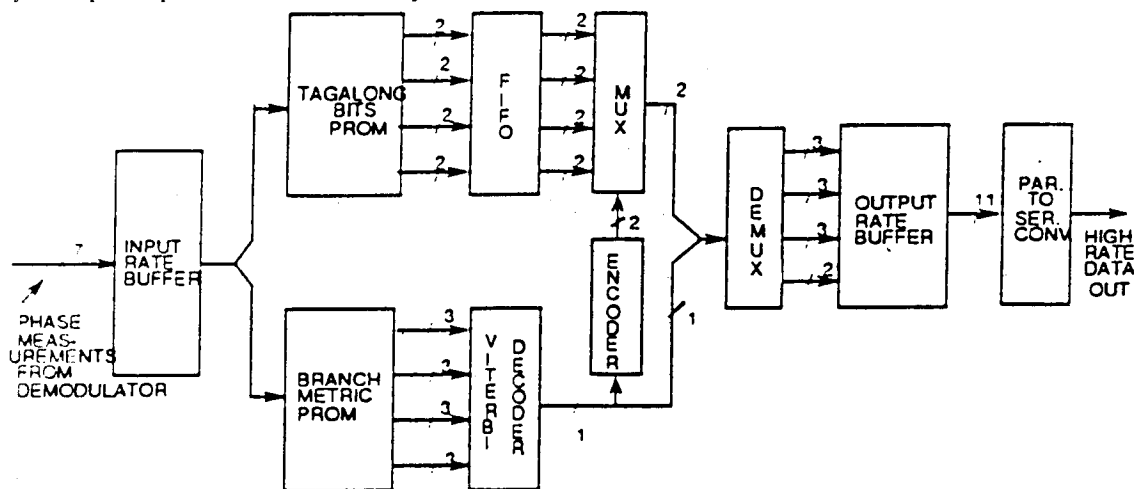 TAGALONG
BITS
PROM
2
2
2
2
FIFO
2
2
2
2
MUX
2
7
INPUT
RATE
BUFFER
PHASE
MEAS-
UREMENTS
FROM
DEMODULATOR
BRANCH
METRIC
PROM
3
3
3
VITERBI
DECODER
1
ENCODER
2
1
DEMUX
3
3
3
2
OUTPUT
RATE
BUFFER
11
PAR.
TO
SER.
CONV.
HIGH
RATE
DATA
OUT